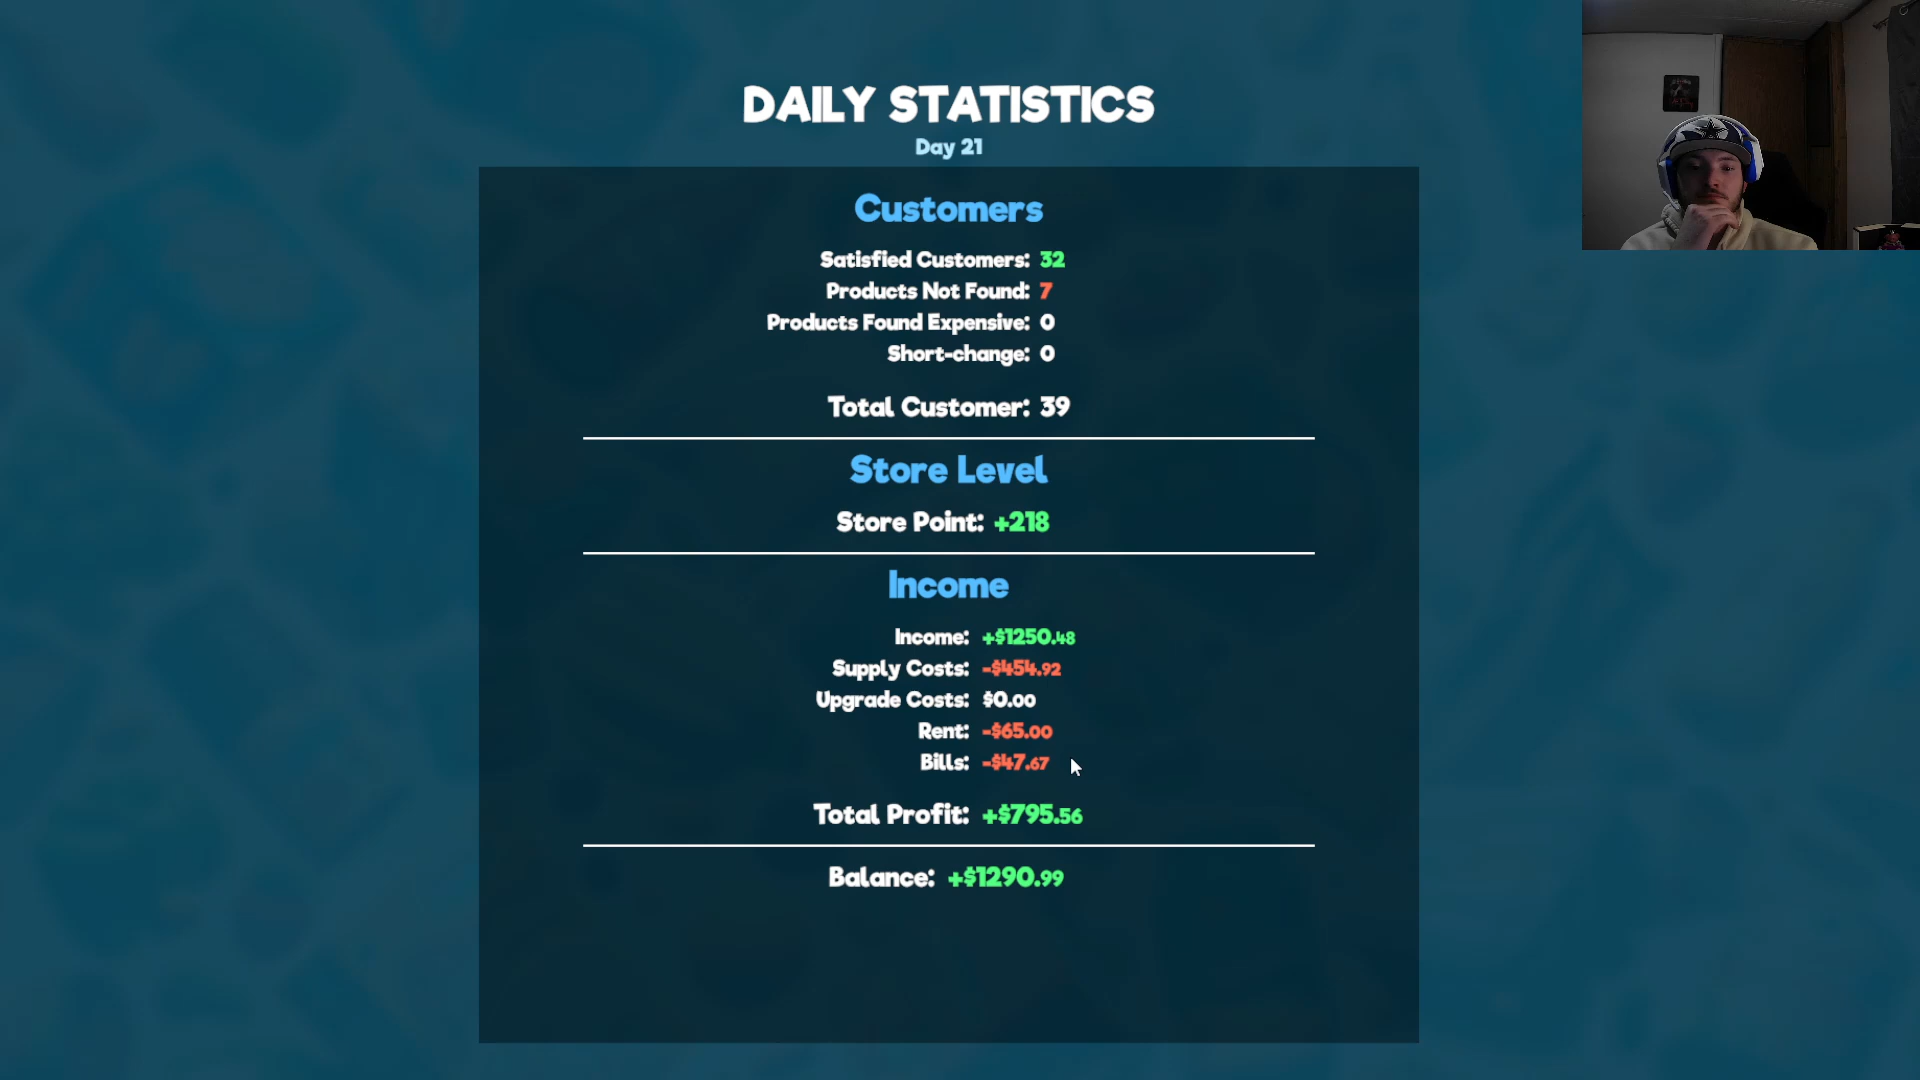 DAILY STATISTICS
Day 21
Customers
Satisfied Customers: 32
Products Not Found: 7
Products Found Expensive: 0
Short-change: 0
Total Customer: 39
Store Level
Store Point: +218
Income
Income: +$1250.48
Supply Costs: -$454.92
Upgrade Costs: $0.00
Rent: -$65.00
Bills: -$47.67
Total Profit: +$795.56
Balance: +$1290.99